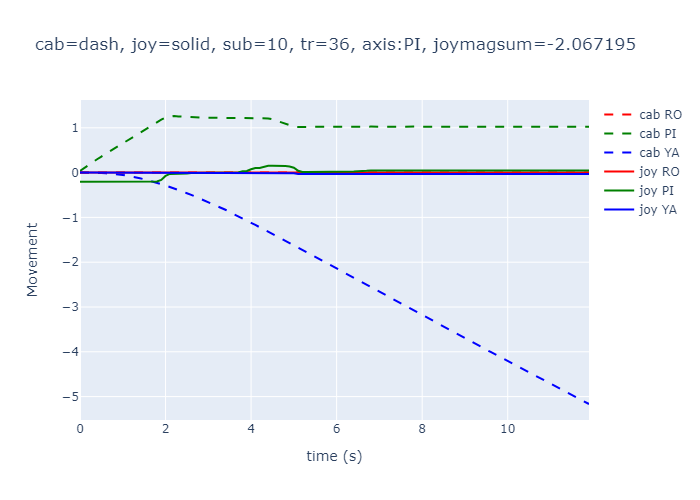 cab=dash, joy=solid, sub=10, tr=36, axis:PI, joymagsum=-2.067195
cab RO
cab PI
cab YA
joy RO
joy PI
joy YA
Movement
1
0
−1
−2
−3
−4
−5
0 2 4 6 8 10
time (s)